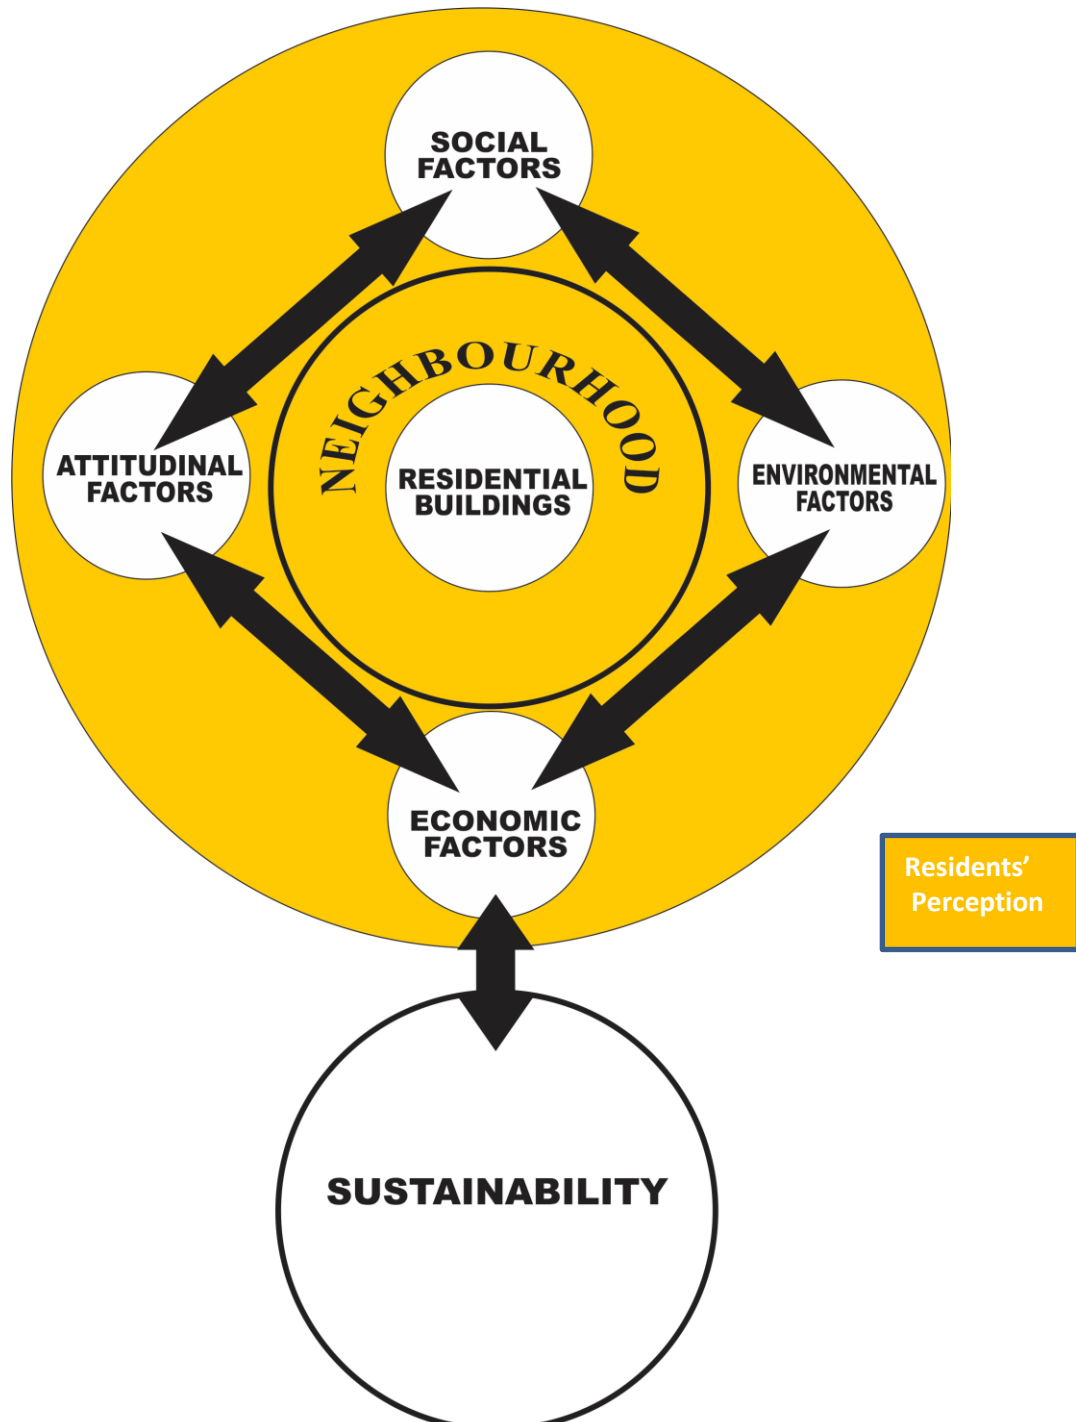 SOCIAL
FACTORS
NEIGHBOURHOOD
ATTITUDINAL
FACTORS
RESIDENTIAL
BUILDINGS
ENVIRONMENTAL
FACTORS
ECONOMIC
FACTORS
Residents’
Perception
SUSTAINABILITY